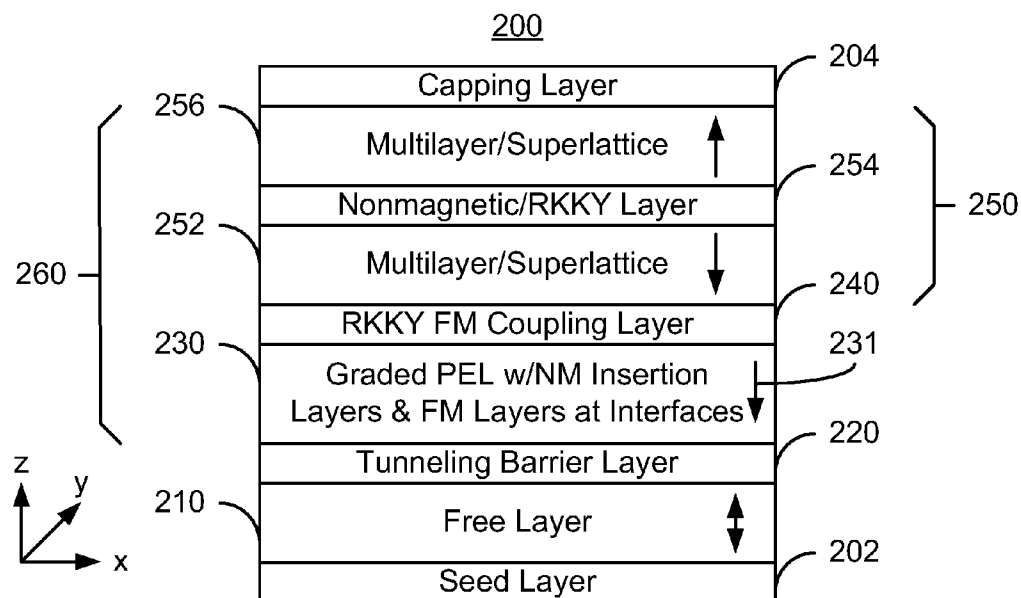 200
204
Capping Layer
256
Multilayer/Superlattice
254
Nonmagnetic/RKKY Layer
250
252
260
Multilayer/Superlattice
240
RKKY FM Coupling Layer
230
231
Graded PEL w/NM Insertion
Layers & FM Layers at Interfaces
220
Tunneling Barrier Layer
z
y
x
210
Free Layer
202
Seed Layer